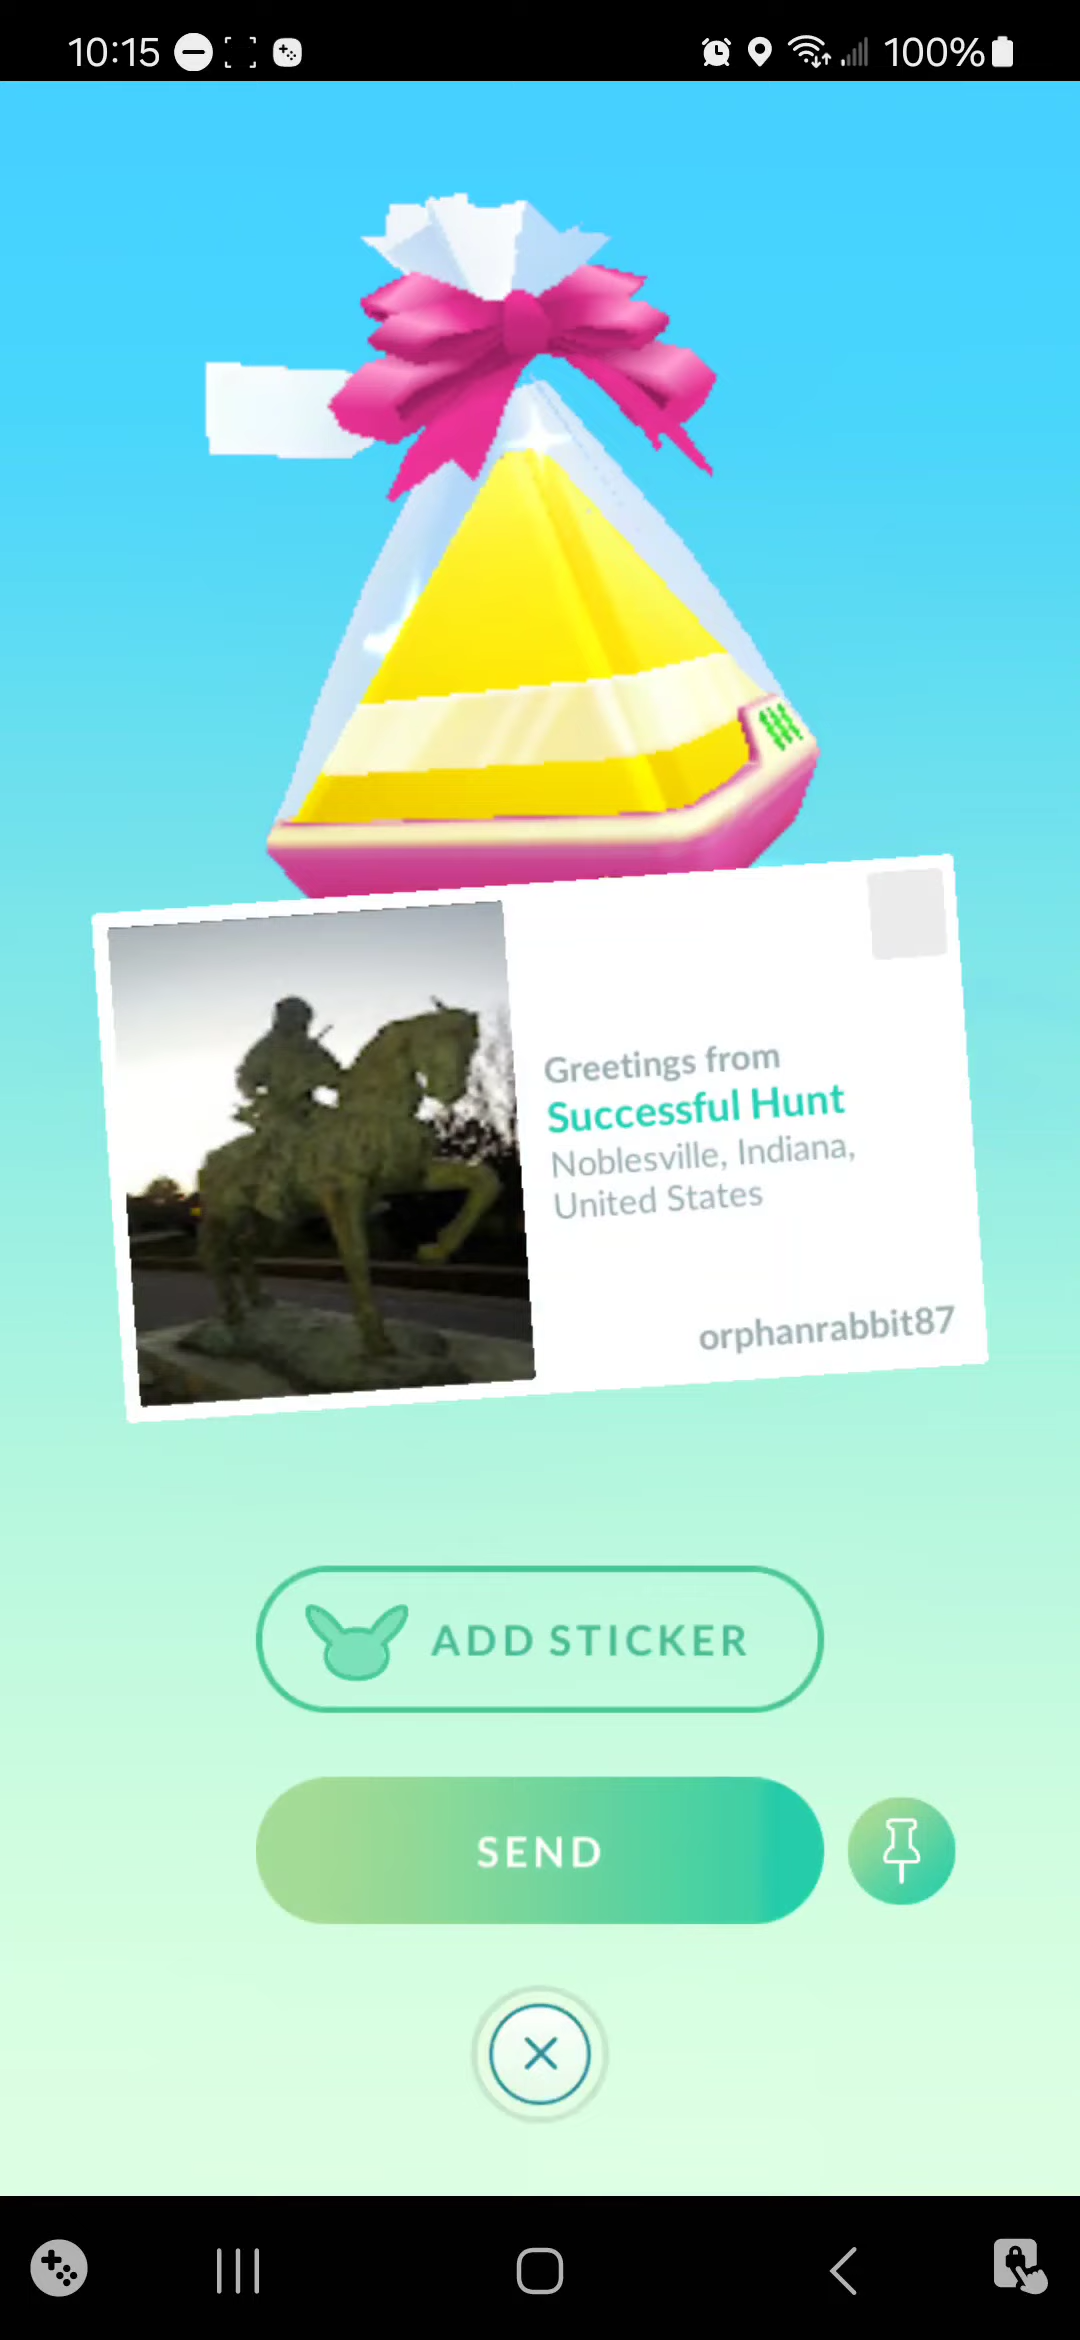 10:15
100%
Greetings from
Successful Hunt
Noblesville, Indiana,
United States
orphanrabbit87
ADD STICKER
SEND